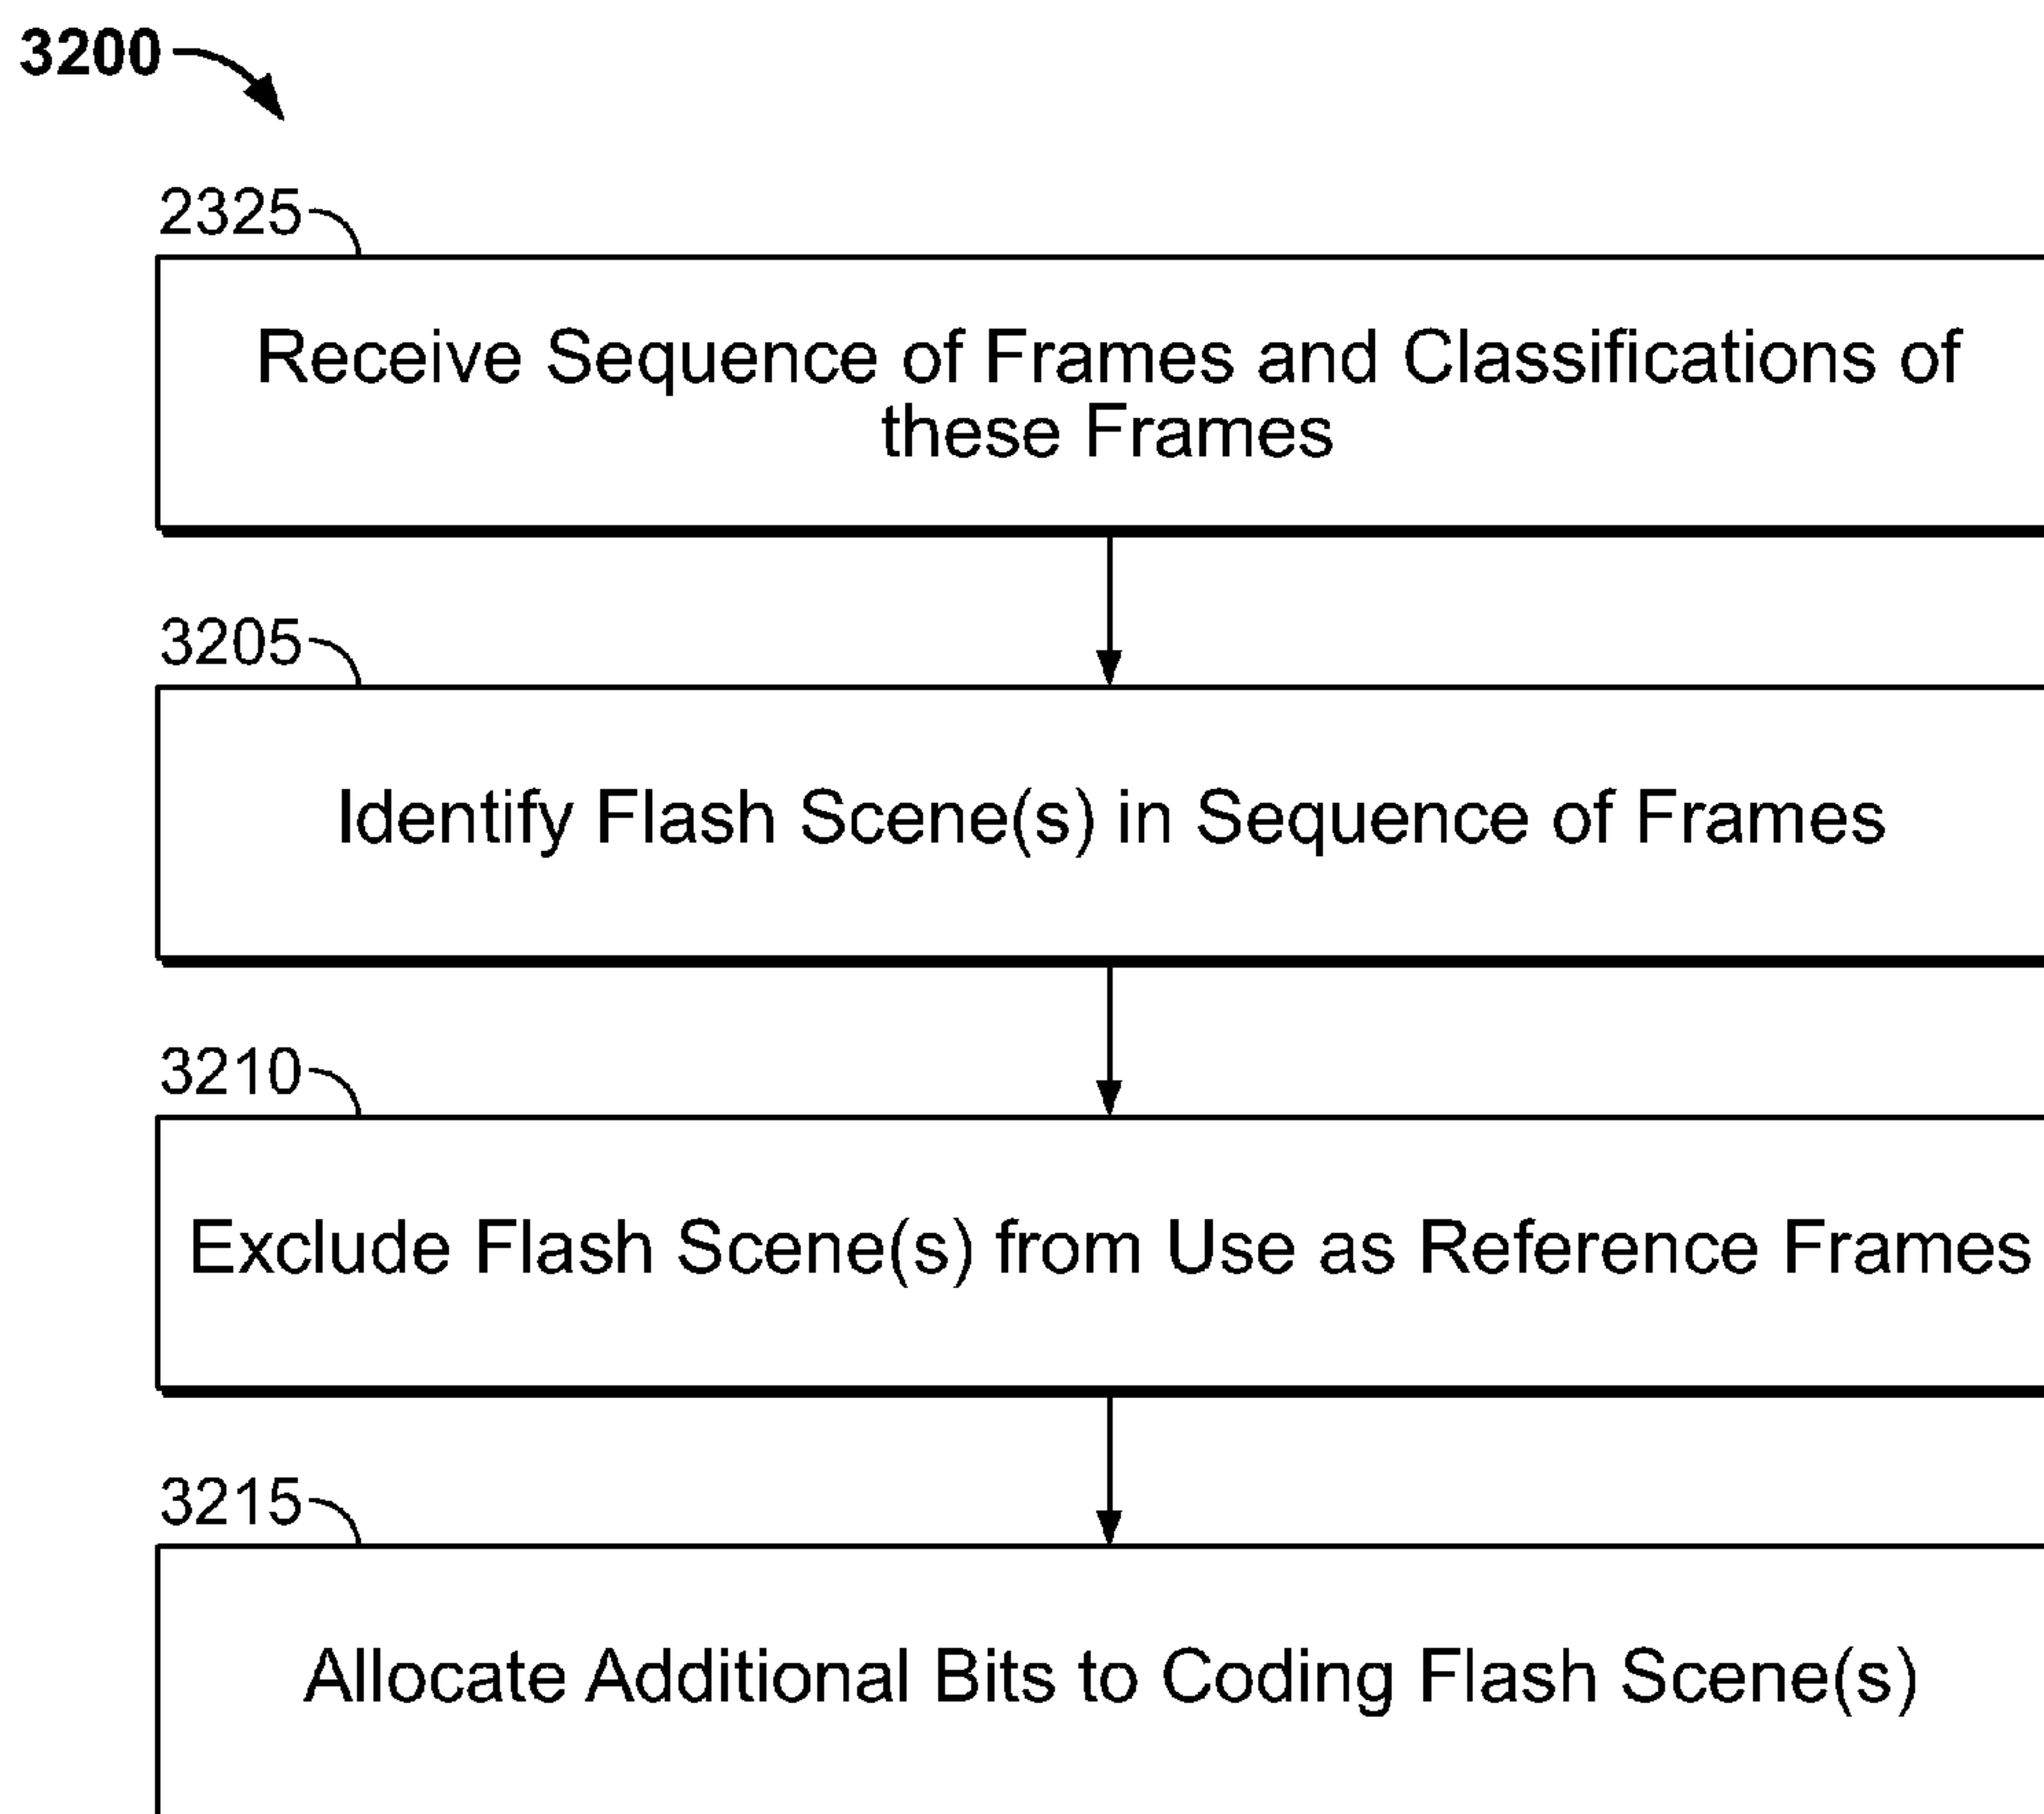 3200
2325
Receive Sequence of Frames and Classifications of
these Frames
3205
Identify Flash Scene(s) in Sequence of Frames
3210
Exclude Flash Scene(s) from Use as Reference Frames
3215
Allocate Additional Bits to Coding Flash Scene(s)